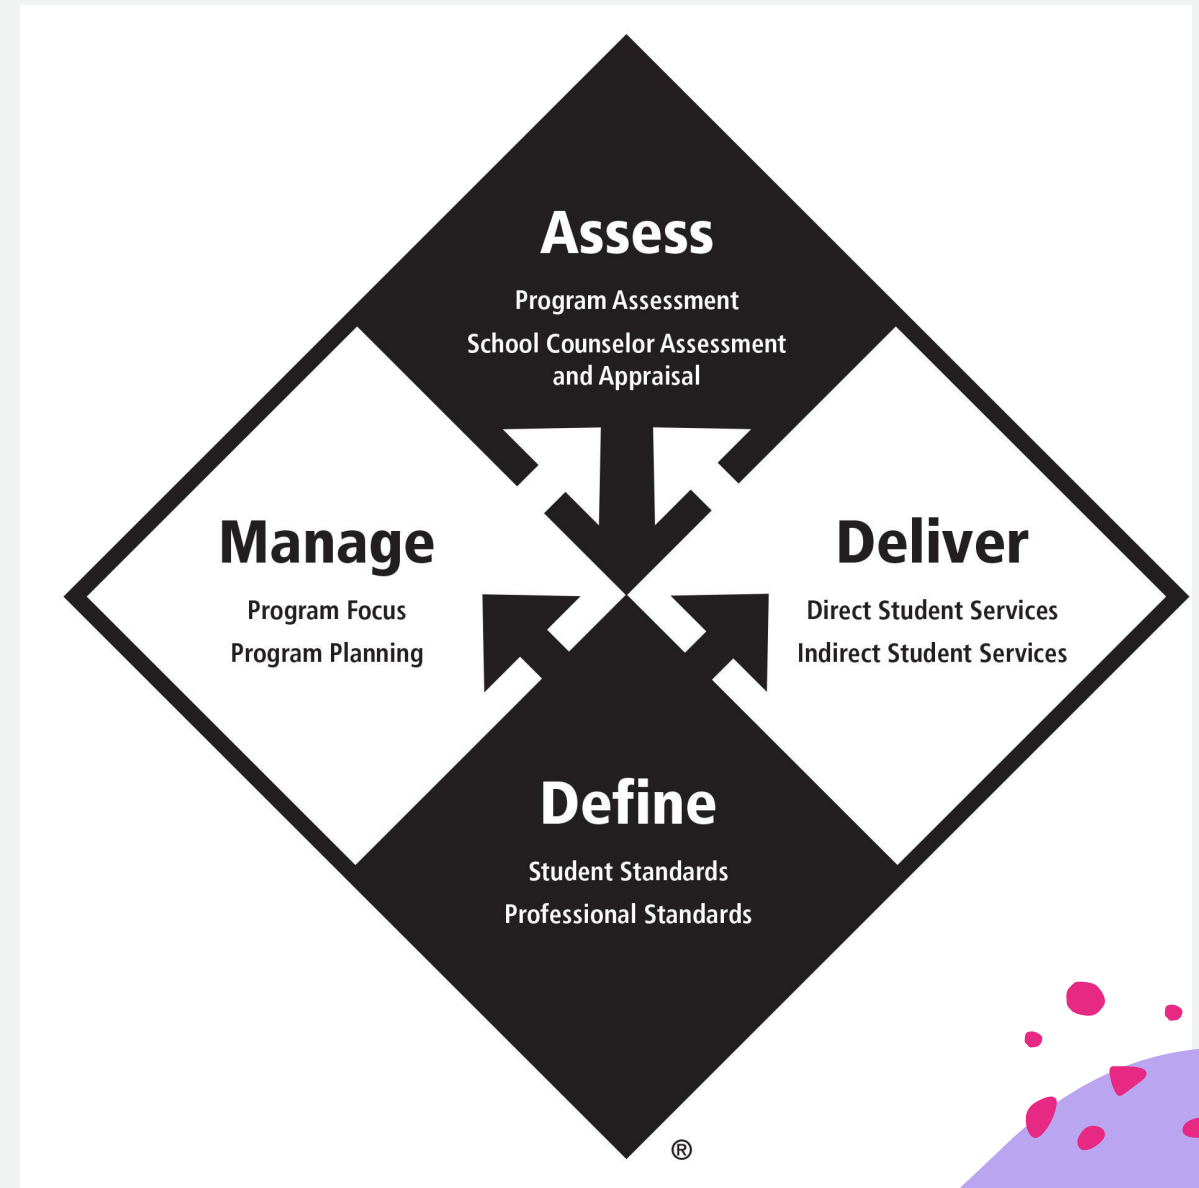 Assess
Program Assessment
School Counselor Assessment
and Appraisal
Manage
Program Focus
Program Planning
Deliver
Direct Student Services
Indirect Student Services
Define
Student Standards
Professional Standards
®